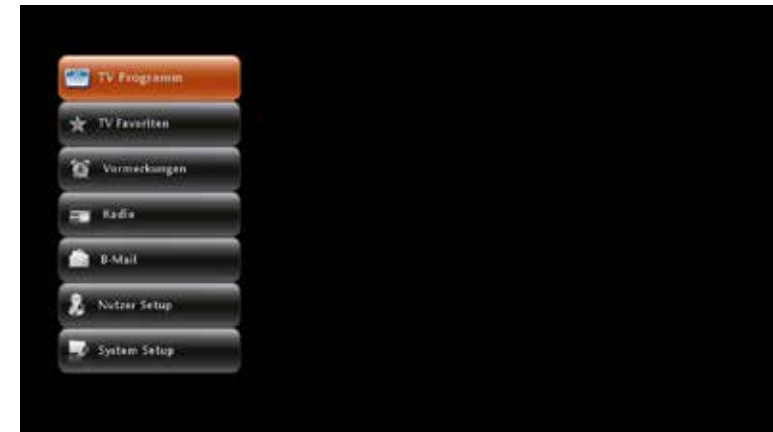 TV Programm
TV Favoriten
Vormerkungen
Radio
B-Mail
Nutzer Setup
System Setup